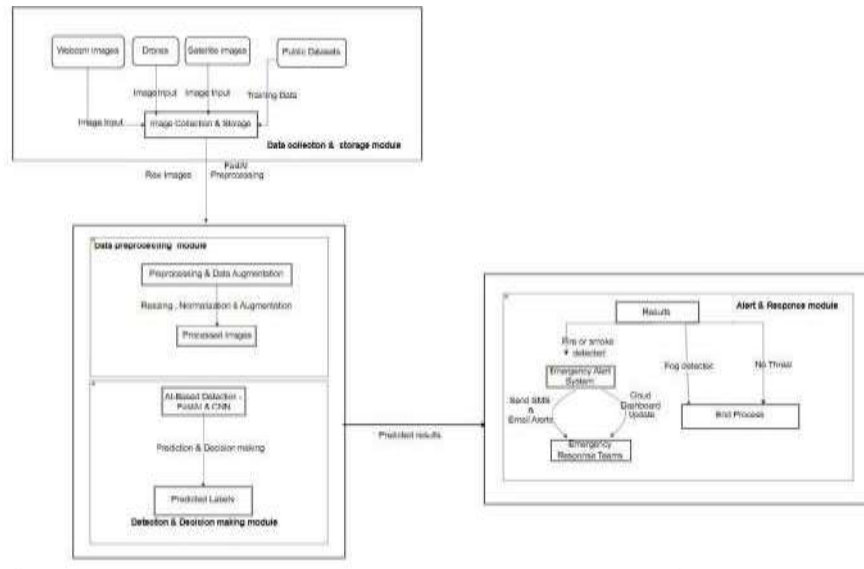 Webcam Images
Drones
Satellite Images
Public Datasets
Image Input
Image Input
Training Data
Image Input
Image Collection & Storage
Data collection & storage module
Raw Images
FastAI
Preprocessing
Data preprocessing module
Preprocessing & Data Augmentation
Resizing , Normalization & Augmentation
Processed Images
AI-Based Detection -
FastAI & CNN
Prediction & Decision making
Predicted Labels
Detection & Decision making module
Predicted results
Alert & Response module
Results
Fire or smoke
detected
Fog detected
No Threat
Emergency Alert
System
Send SMS
&
Email Alerts
Cloud
Dashboard
Update
End Process
Emergency
Response Teams